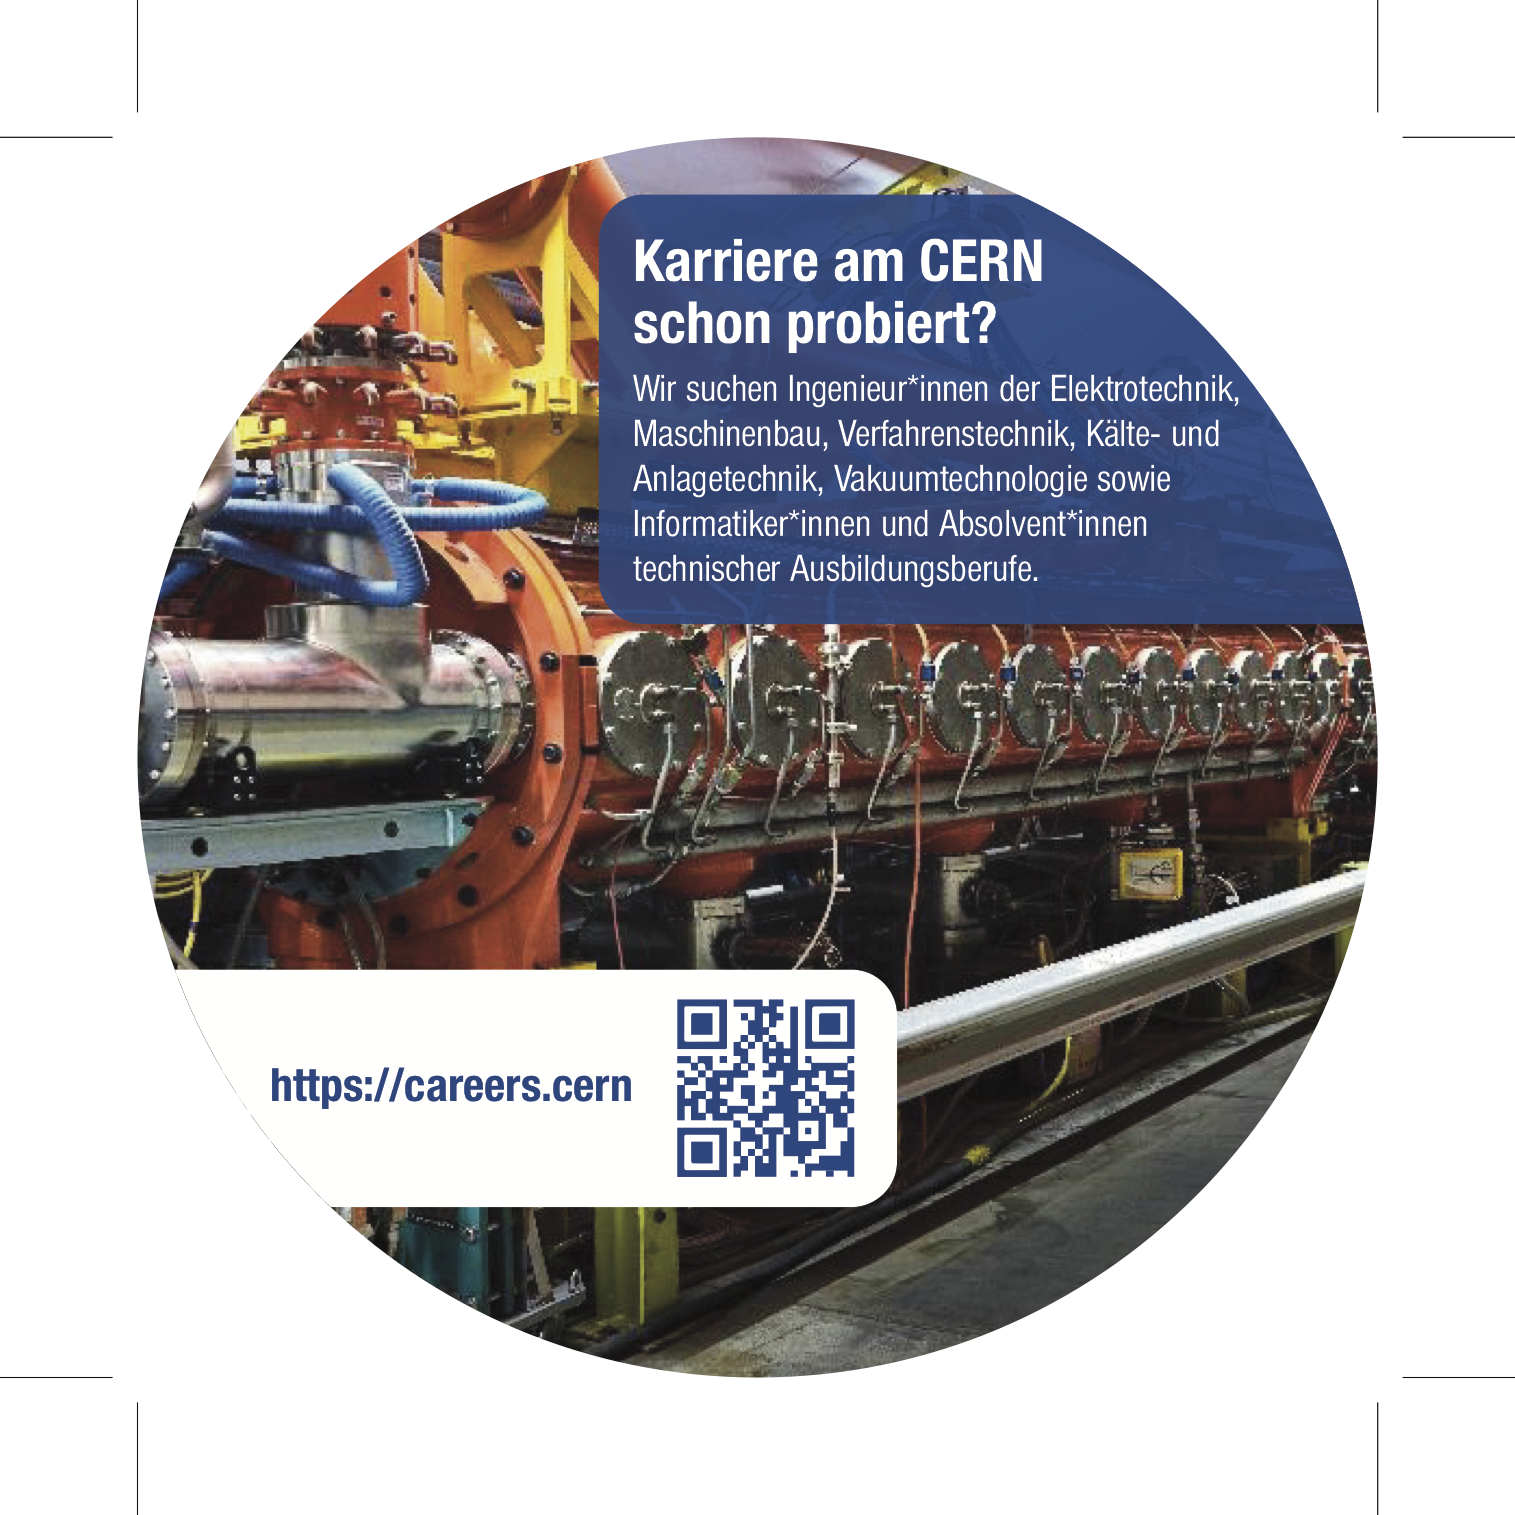 Karriere am CERN
schon probiert?
Wir suchen Ingenieur*innen der Elektrotechnik,
Maschinenbau, Verfahrenstechnik, Kälte- und
Anlagetechnik, Vakuumtechnologie sowie
Informatiker*innen und Absolvent*innen
technischer Ausbildungsberufe.
https://careers.cern